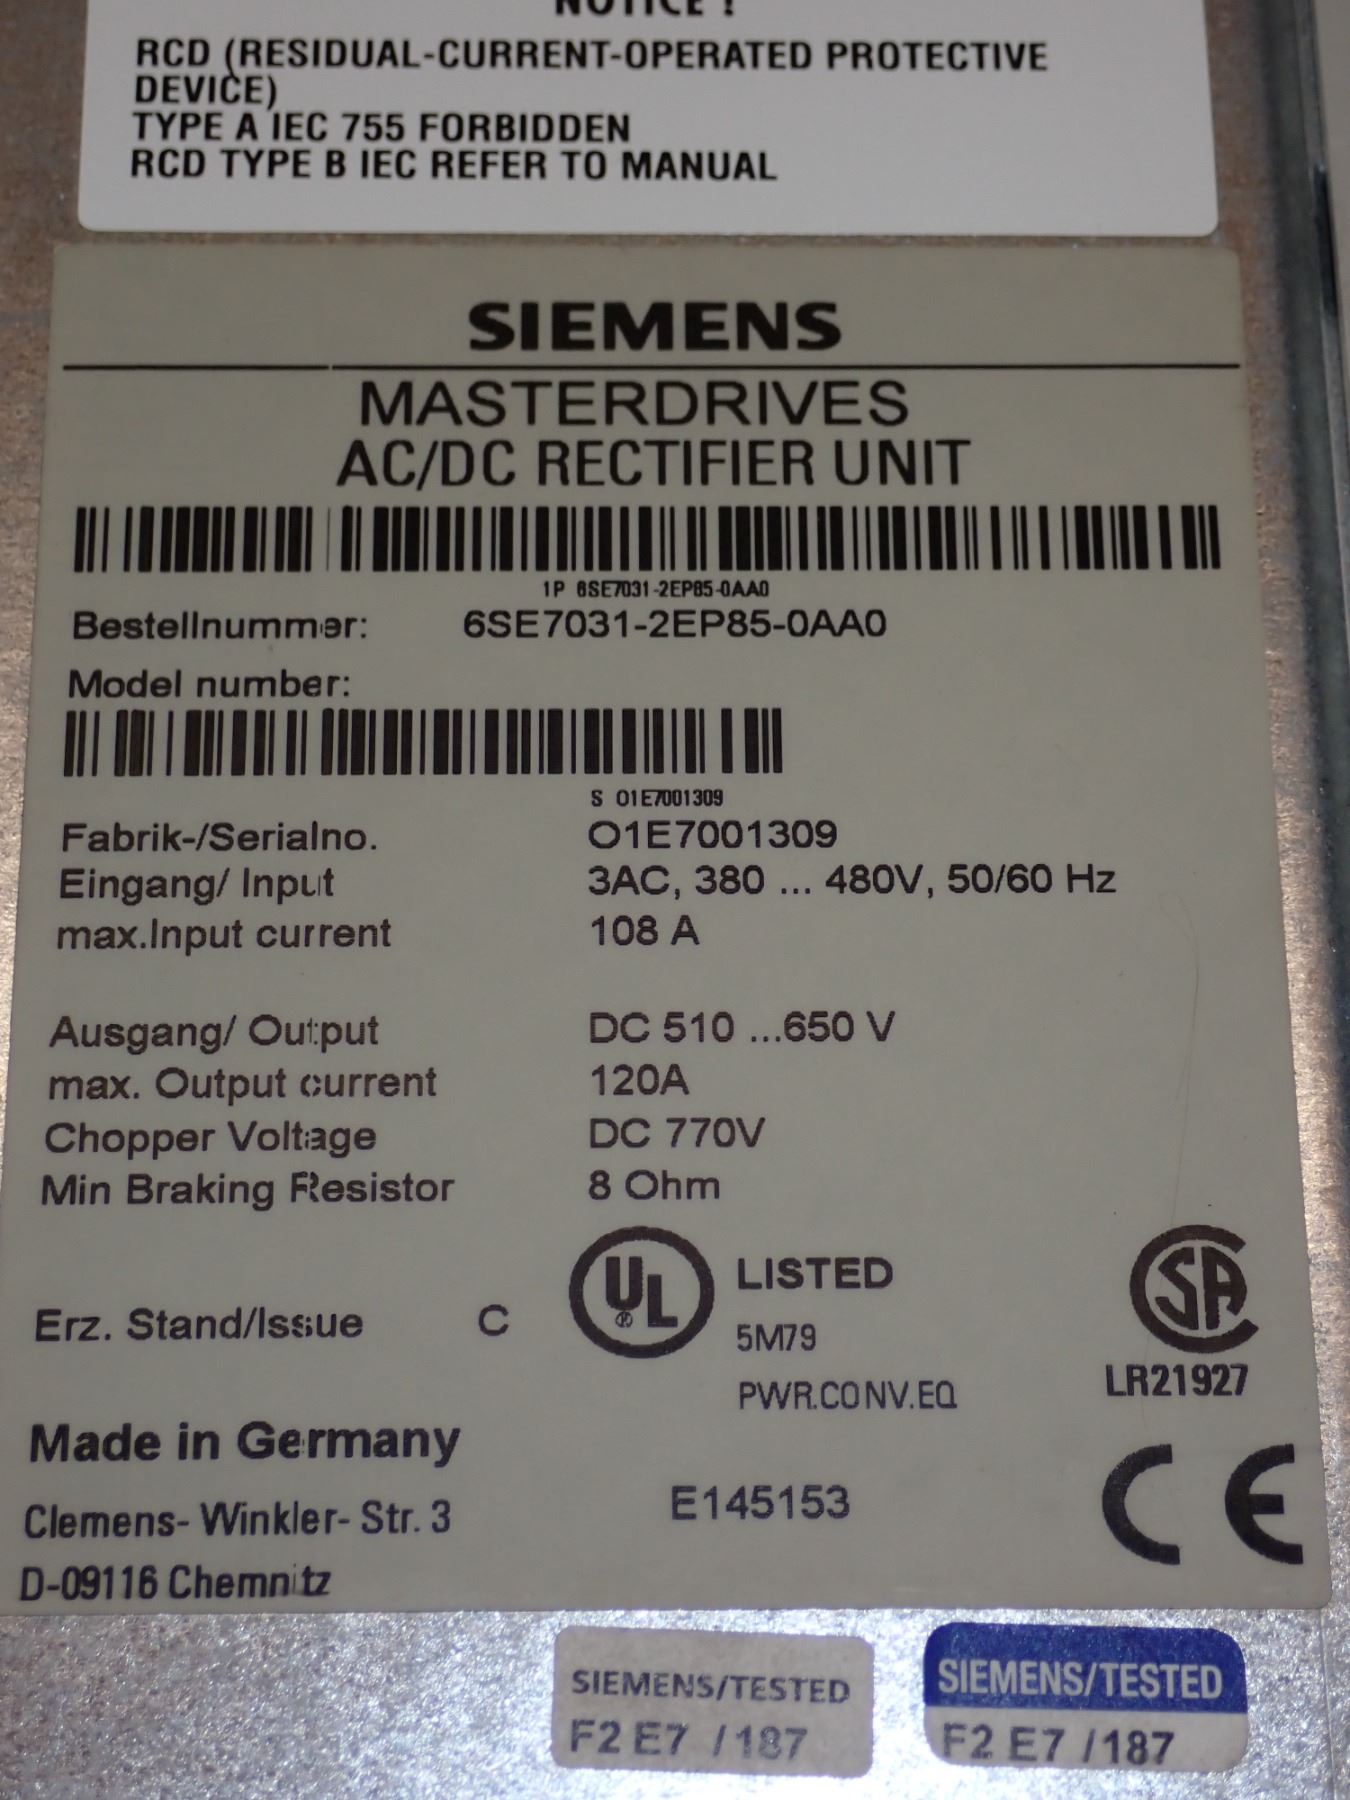 NOTICE !
RCD (RESIDUAL-CURRENT-OPERATED PROTECTIVE
DEVICE)
TYPE A IEC 755 FORBIDDEN
RCD TYPE B IEC REFER TO MANUAL
SIEMENS
MASTERDRIVES
AC/DC RECTIFIER UNIT
1P 6SE7031-2EP85-0AA0
Bestellnummer: 6SE7031-2EP85-0AA0
Model number:
S O1E7001309
Fabrik-/Serialno. O1E7001309
Eingang/ Input 3AC, 380 ... 480V, 50/60 Hz
max.Input current 108 A
Ausgang/ Output DC 510 ...650 V
max. Output current 120A
Chopper Voltage DC 770V
Min Braking Resistor 8 Ohm
UL LISTED SA
Erz. Stand/Issue C
5M79
PWR.CONV.EQ LR21927
Made in Germany
CE
Clemens- Winkler- Str. 3 E145153
D-09116 Chemnitz
SIEMENS/TESTED
F2 E7 /187
SIEMENS/TESTED
F2 E7 /187